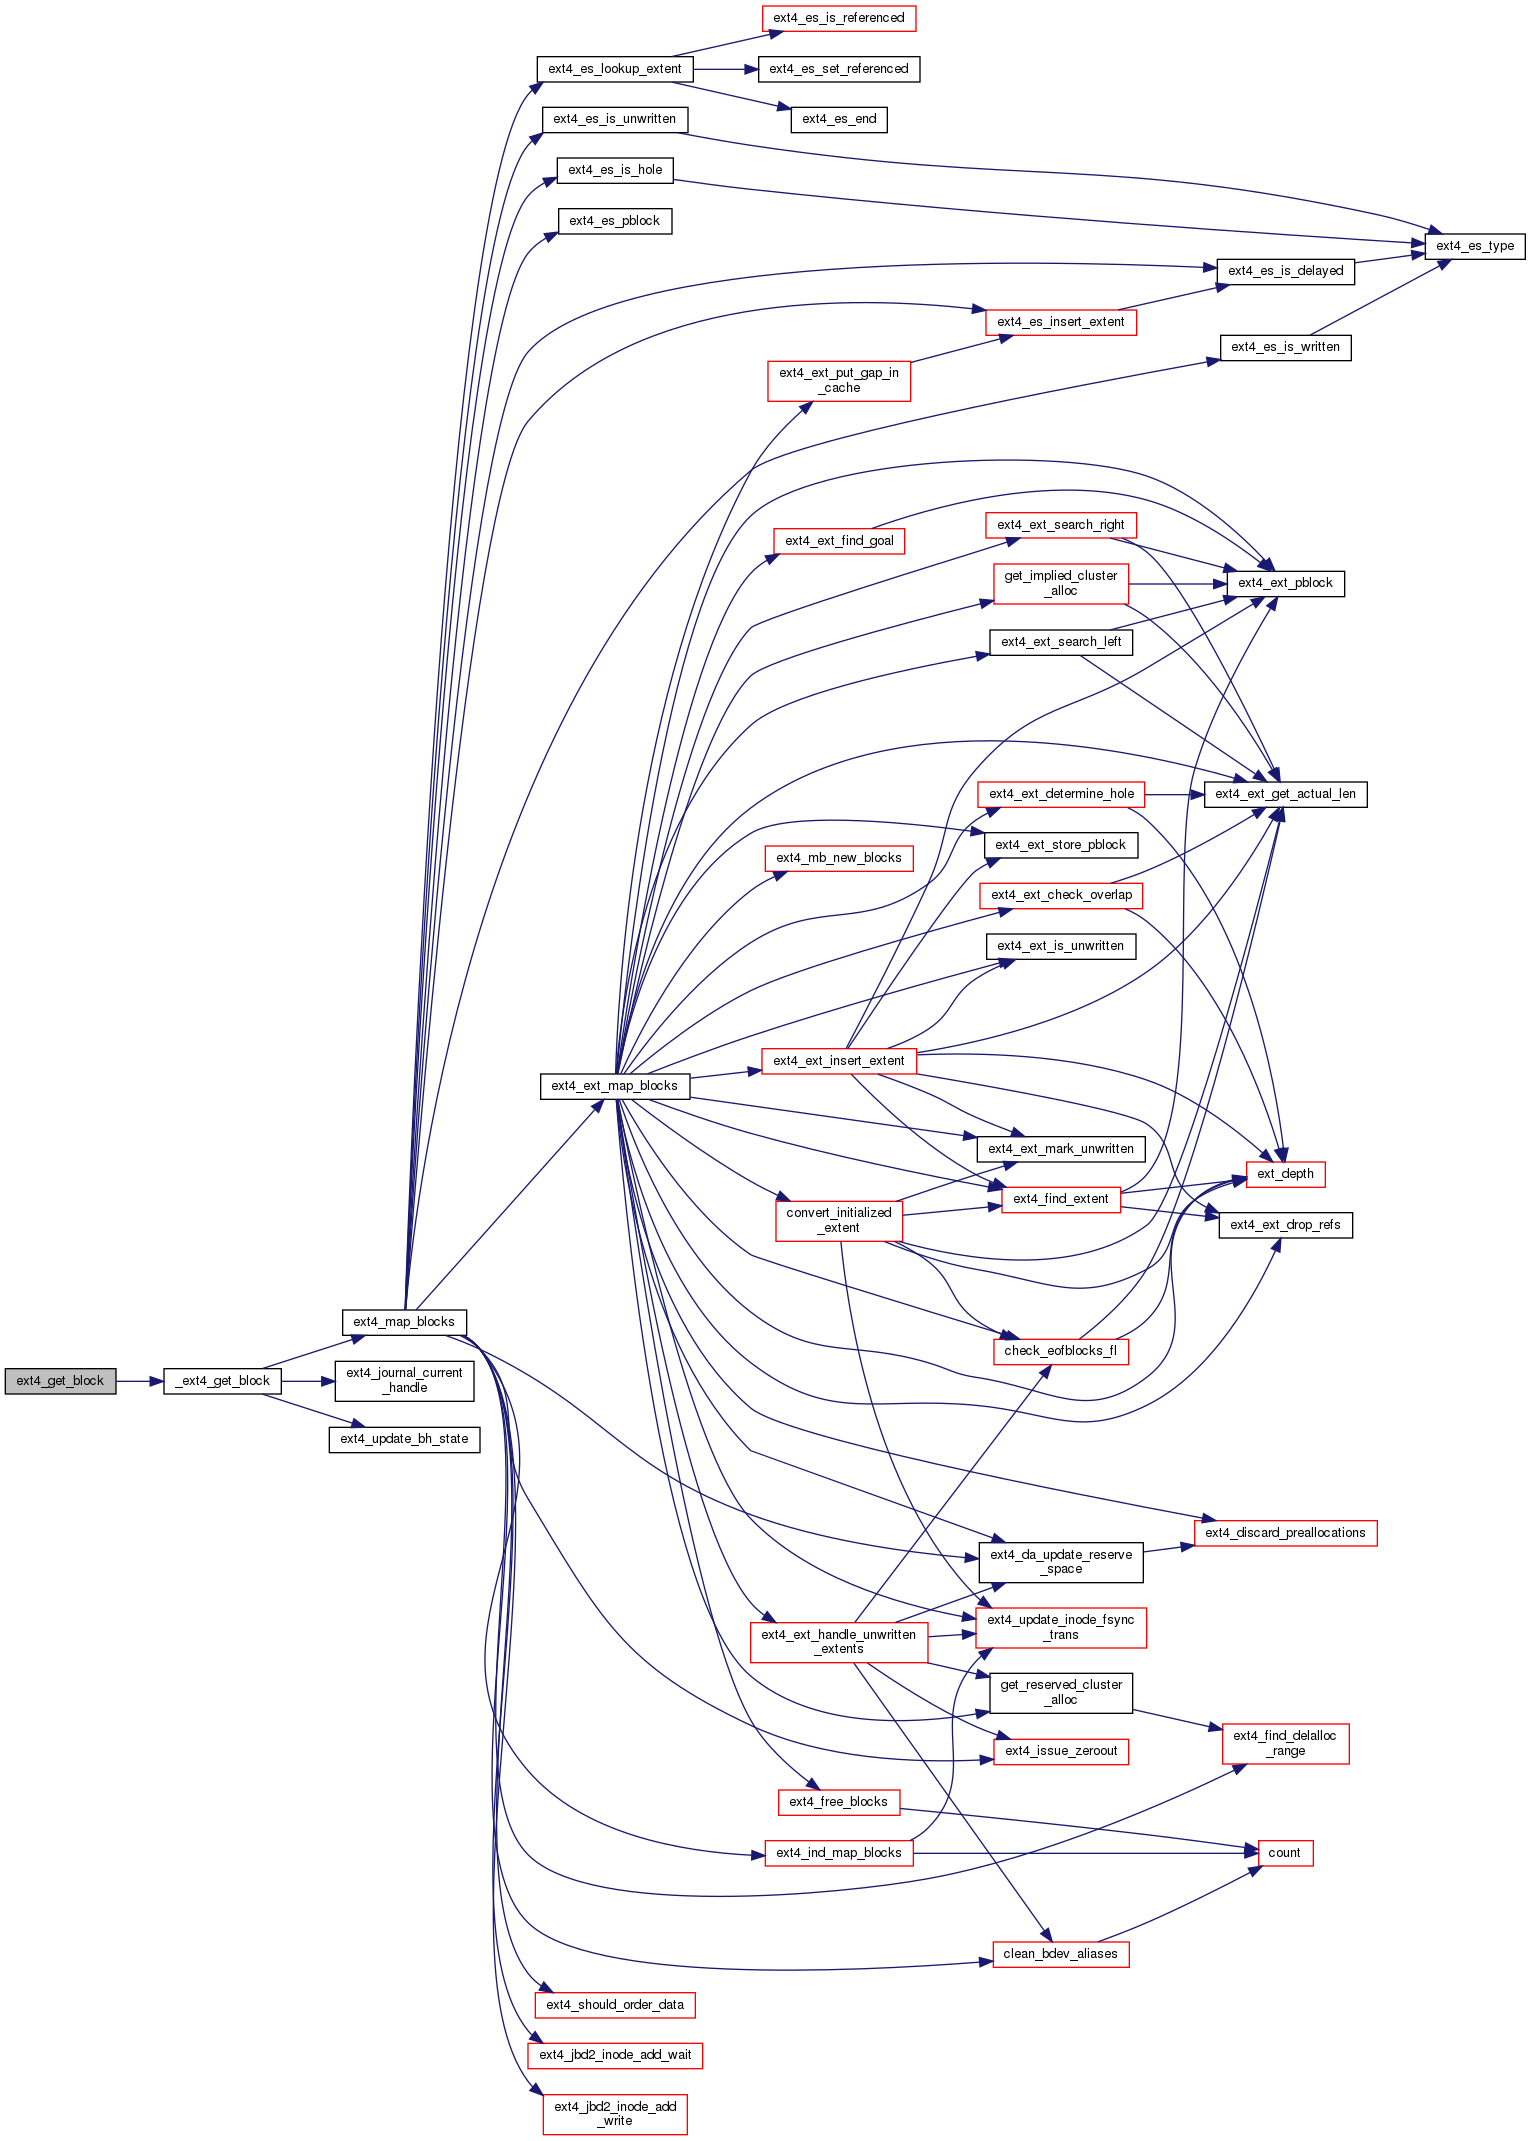 ext4_es_is_referenced
ext4_es_lookup_extent
ext4_es_set_referenced
ext4_es_end
ext4_es_is_unwritten
ext4_es_is_hole
ext4_es_pblock
ext4_es_type
ext4_es_is_delayed
ext4_es_insert_extent
ext4_es_is_written
ext4_ext_put_gap_in
_cache
ext4_ext_search_right
ext4_ext_find_goal
get_implied_cluster
_alloc
ext4_ext_pblock
ext4_ext_search_left
ext4_ext_determine_hole
ext4_ext_get_actual_len
ext4_ext_store_pblock
ext4_mb_new_blocks
ext4_ext_check_overlap
ext4_ext_is_unwritten
ext4_ext_insert_extent
ext4_ext_map_blocks
ext4_ext_mark_unwritten
ext_depth
ext4_find_extent
convert_initialized
_extent
ext4_ext_drop_refs
ext4_map_blocks
check_eofblocks_fl
ext4_get_block
_ext4_get_block
ext4_journal_current
_handle
ext4_update_bh_state
ext4_discard_preallocations
ext4_da_update_reserve
_space
ext4_update_inode_fsync
_trans
ext4_ext_handle_unwritten
_extents
get_reserved_cluster
_alloc
ext4_find_delalloc
_range
ext4_issue_zeroout
ext4_free_blocks
ext4_ind_map_blocks
count
clean_bdev_aliases
ext4_should_order_data
ext4_jbd2_inode_add_wait
ext4_jbd2_inode_add
_write